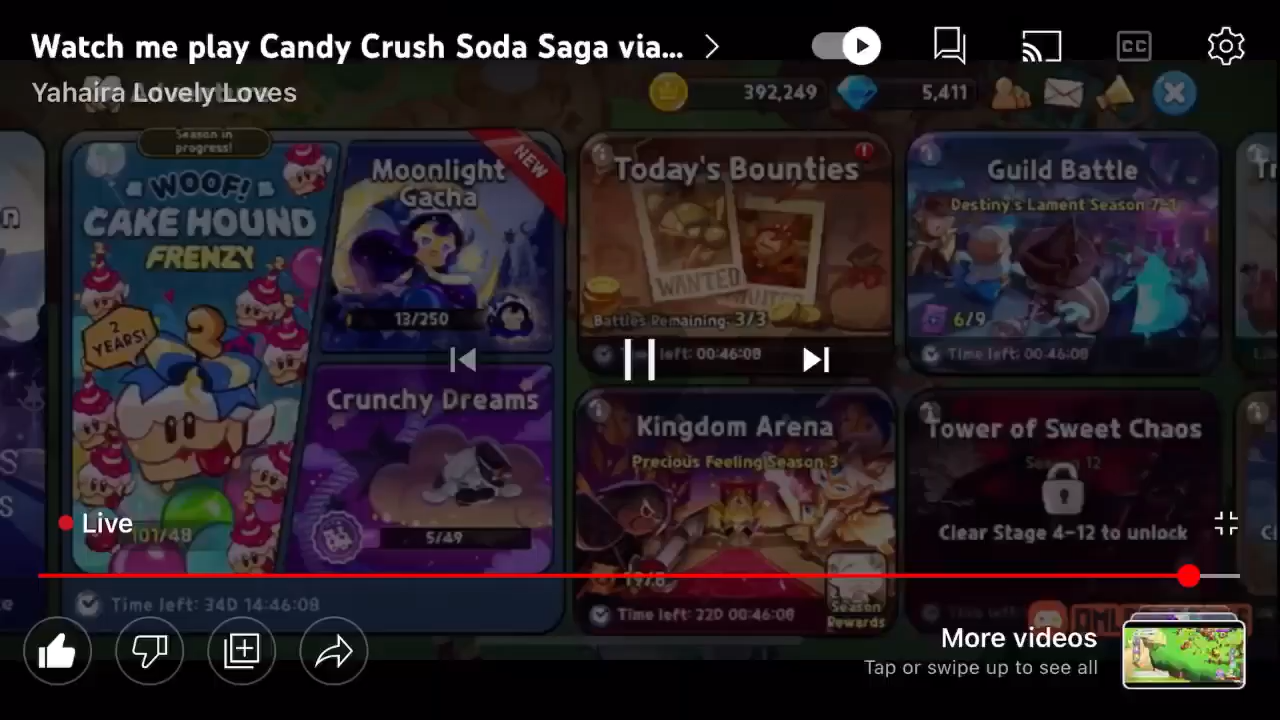 Watch me play Candy Crush Soda Saga via...
Yahaira Lovely Loves
CC
392,249
5,411
Season in
progress!
WOOF!
CAKE HOUND
FRENZY
2
YEARS!
101/48
Time left: 34D 14:46:08
NEW
Moonlight
Gacha
13/250
Crunchy Dreams
5/49
Today's Bounties
WANTED
Battles Remaining: 3/3
left: 00:46:08
Guild Battle
Destiny's Lament Season 7-1
6/9
Time left: 00:46:08
Kingdom Arena
Precious Feeling Season 3
Time left: 22D 00:46:08
Season
Rewards
Tower of Sweet Chaos
Season 12
Clear Stage 4-12 to unlock
Live
More videos
Tap or swipe up to see all